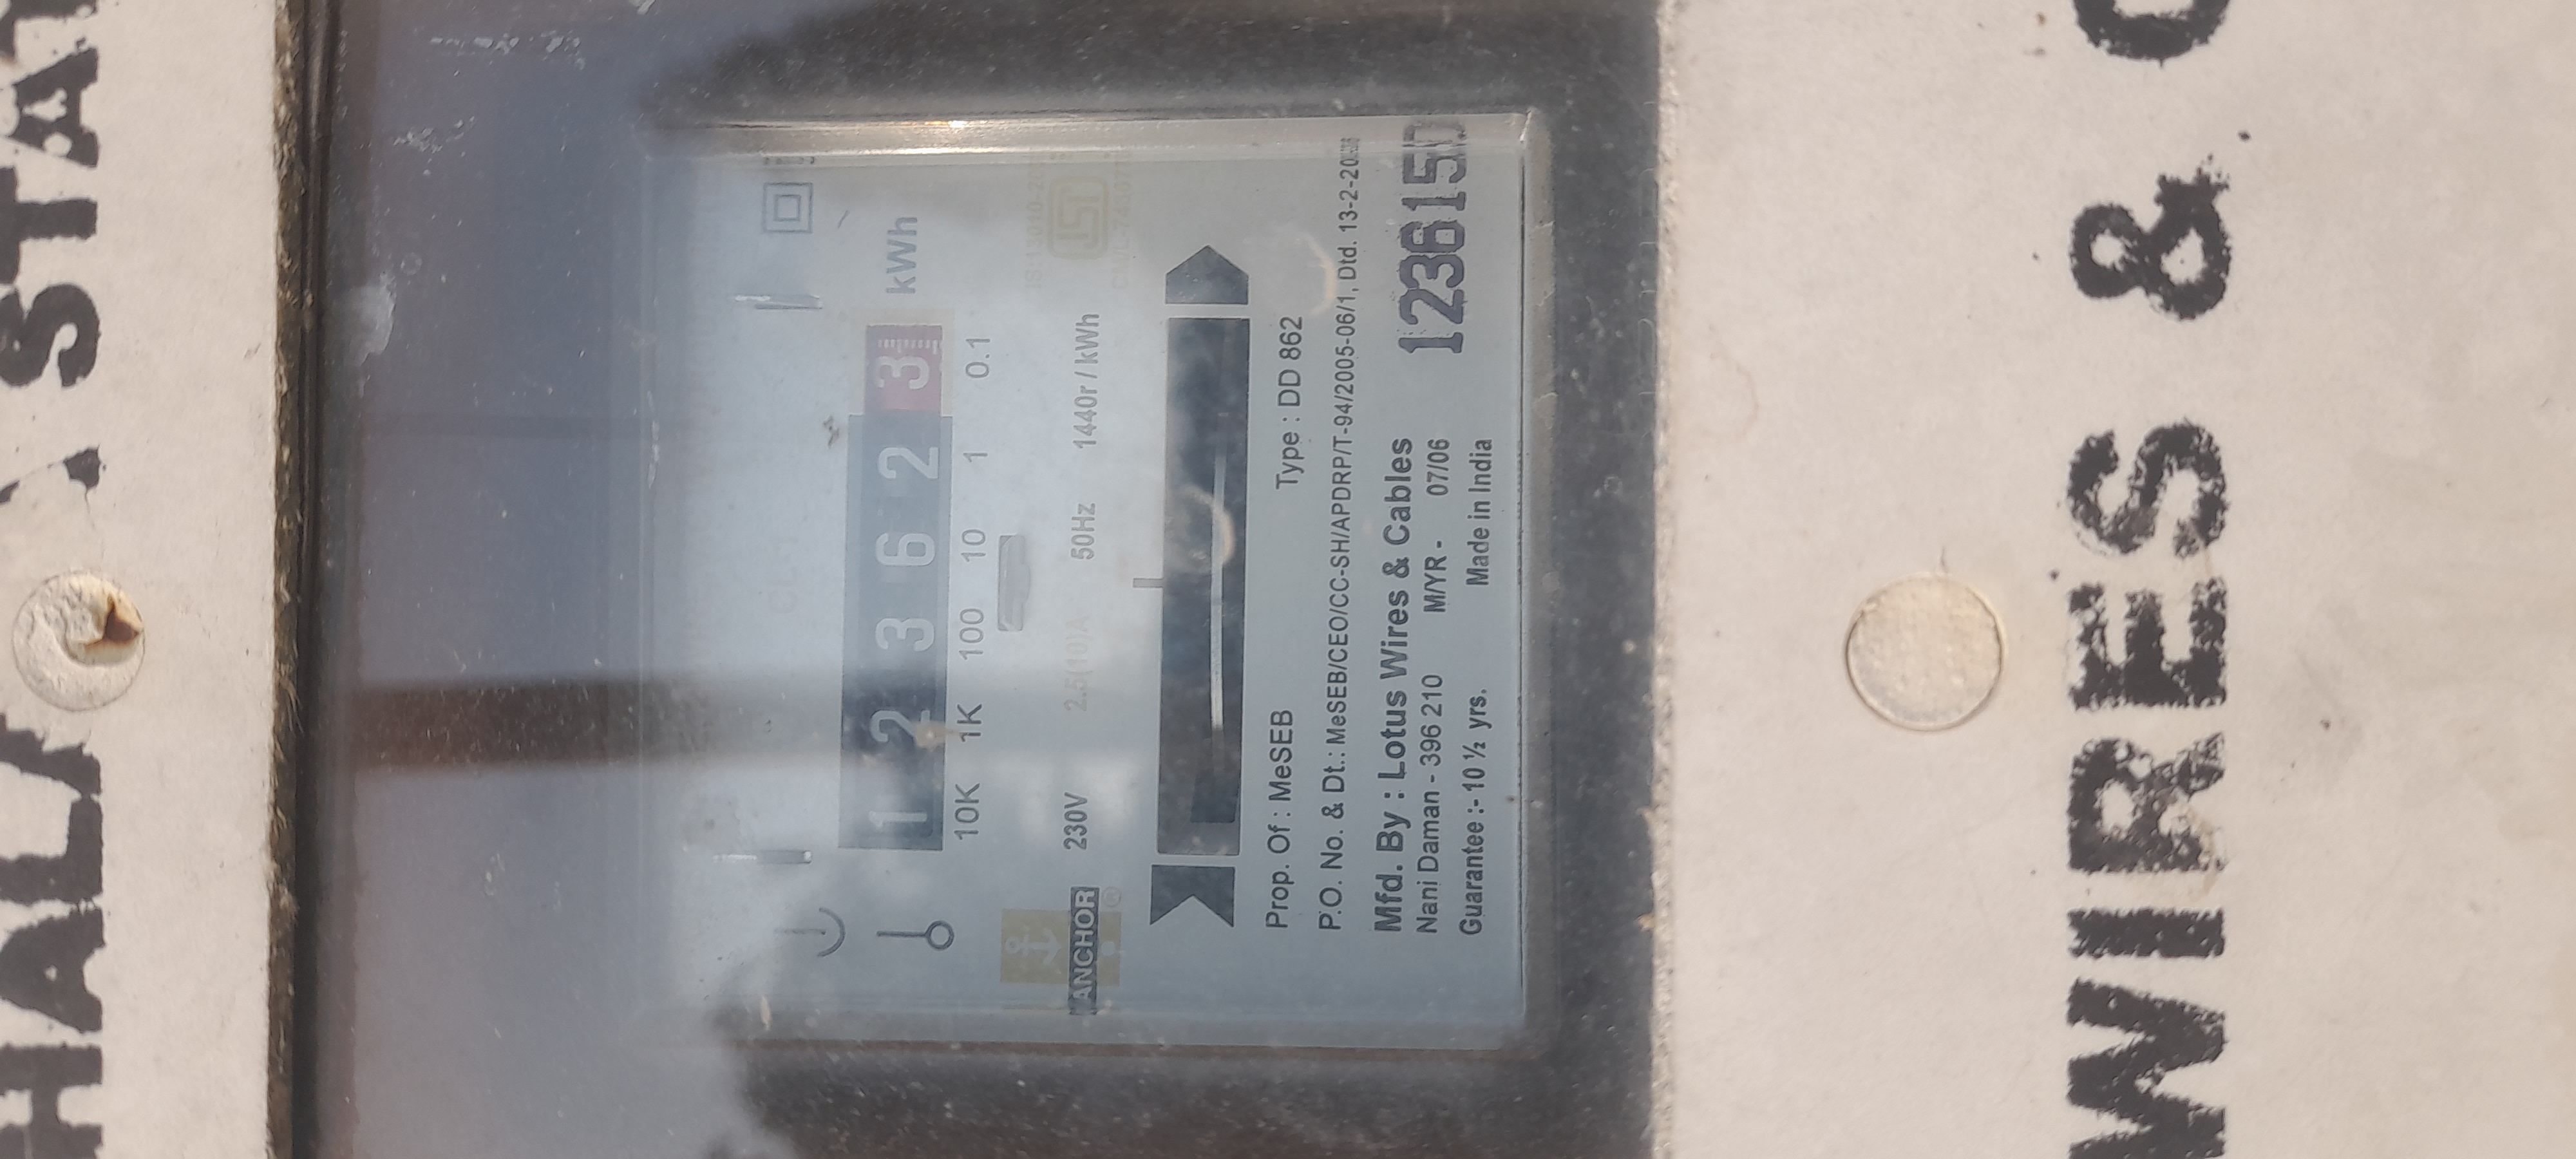 kWh
1 2 3 6 2 3
10K 1K 100 10 1 0.1
ANCHOR
230V 2.5(10)A 50Hz 1440r / kWh
Prop. Of : MeSEB Type : DD 862
P.O. No. & Dt.: MeSEB/CEO/CC-SH/APDRP/T-94/2005-06/1, Dtd. 13-2-20
Mfd. By : Lotus Wires & Cables
Nani Daman - 396 210 M/YR - 07/06
Guarantee :- 10 ½ yrs. Made in India
1236150
WIRES &